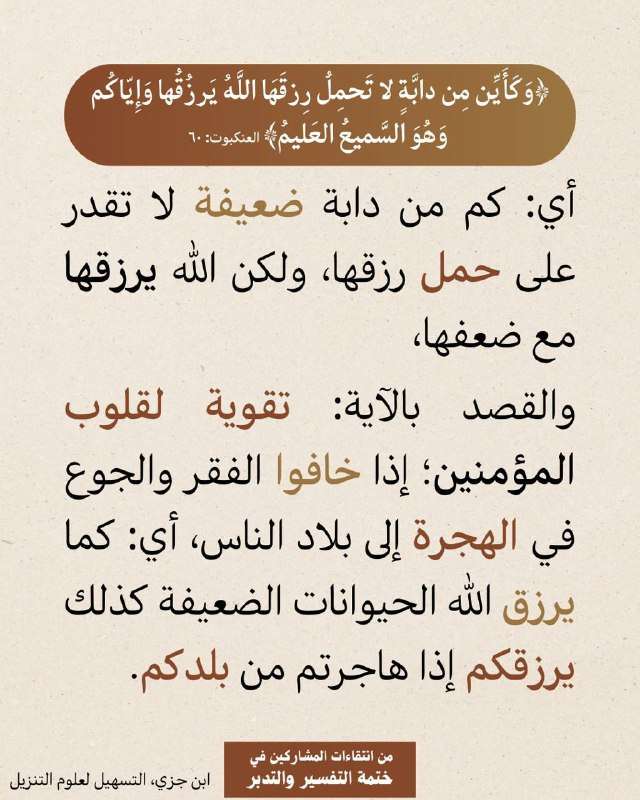 ﴿وَكَأَيِّن مِن دابَّةٍ لا تَحمِلُ رِزقَهَا اللَّهُ يَرزُقُها وَإِيّاكُم
وَهُوَ السَّميعُ العَليمُ﴾ العنكبوت: ٦٠
أي: كم من دابة ضعيفة لا تقدر
على حمل رزقها، ولكن الله يرزقها
مع ضعفها،
والقصد بالآية: تقوية لقلوب
المؤمنين؛ إذا خافوا الفقر والجوع
في الهجرة إلى بلاد الناس، أي: كما
يرزق الله الحيوانات الضعيفة كذلك
يرزقكم إذا هاجرتم من بلدكم.
من انتقاءات المشاركين في
ختمة التفسير والتدبر
ابن جزي، التسهيل لعلوم التنزيل